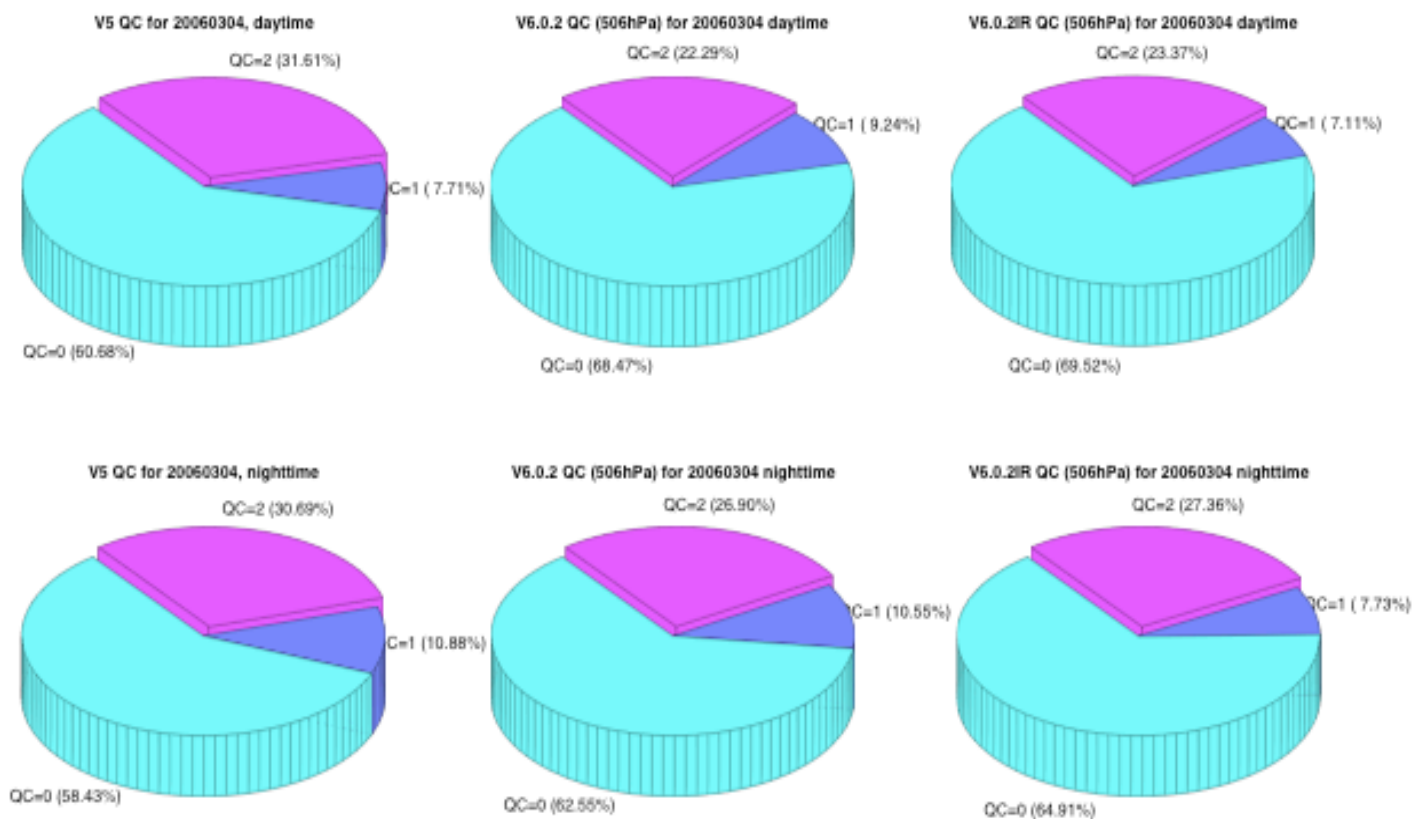 V5 QC for 20060304, daytime
QC=2 (31.61%)
C=1 ( 7.71%)
QC=0 (60.68%)
V6.0.2 QC (506hPa) for 20060304 daytime
QC=2 (22.29%)
QC=1 ( 9.24%)
QC=0 (68.47%)
V6.0.2IR QC (506hPa) for 20060304 daytime
QC=2 (23.37%)
QC=1 ( 7.11%)
QC=0 (69.52%)
V5 QC for 20060304, nighttime
QC=2 (30.69%)
C=1 (10.88%)
QC=0 (58.43%)
V6.0.2 QC (506hPa) for 20060304 nighttime
QC=2 (26.90%)
QC=1 (10.55%)
QC=0 (62.55%)
V6.0.2IR QC (506hPa) for 20060304 nighttime
QC=2 (27.36%)
QC=1 ( 7.73%)
QC=0 (64.91%)